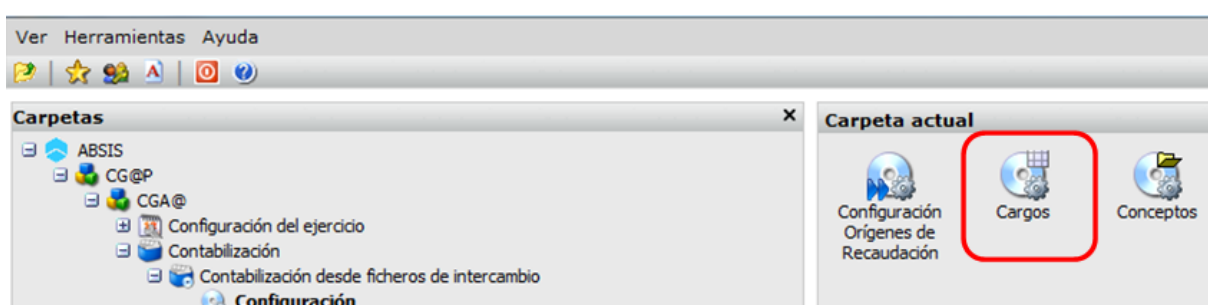 Ver Herramientas Ayuda
Carpetas x
ABSIS
CG@P
CGA@
Configuración del ejercicio
Contabilización
Contabilización desde ficheros de intercambio
Configuración
Carpeta actual
Configuración
Orígenes de
Recaudación
Cargos
Conceptos